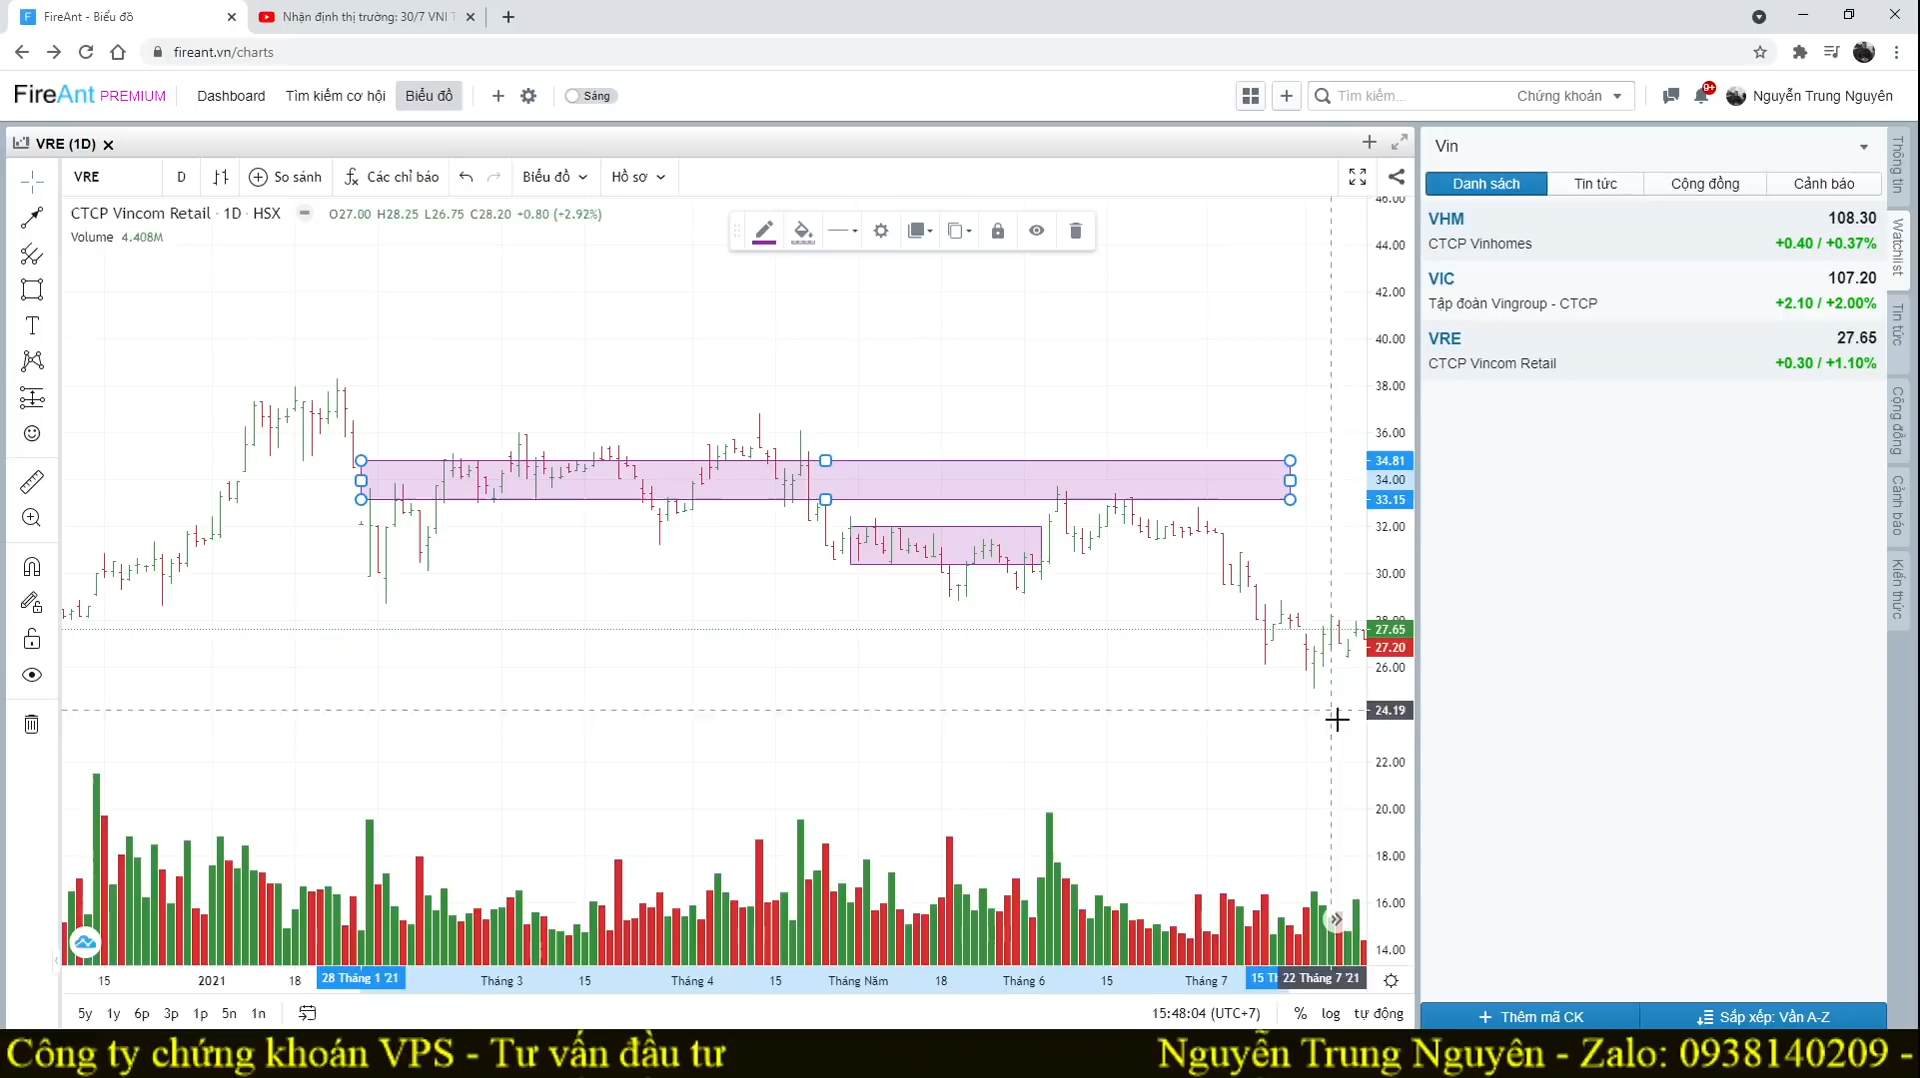 FireAnt - Biểu đồ
Nhận định thị trường: 30/7 VNI T
fireant.vn/charts
FireAnt PREMIUM
Dashboard
Tìm kiếm cơ hội
Biểu đồ
Sáng
Tìm kiếm...
Chứng khoán
9+
Nguyễn Trung Nguyên
VRE (1D)
VRE
D
So sánh
Các chỉ báo
Biểu đồ
Hồ sơ
CTCP Vincom Retail · 1D · HSX
O27.00 H28.25 L26.75 C28.20 +0.80 (+2.92%)
Volume 4.408M
46.00
44.00
42.00
40.00
38.00
36.00
34.81
34.00
33.15
32.00
30.00
28.00
27.65
27.20
26.00
24.19
22.00
20.00
18.00
16.00
14.00
15
2021
18
28 Tháng 1 '21
Tháng 3
15
Tháng 4
15
Tháng Năm
18
Tháng 6
15
Tháng 7
15 Th
22 Tháng 7 '21
5y
1y
6p
3p
1p
5n
1n
15:48:04 (UTC+7)
%
log
tự động
Vin
Danh sách
Tin tức
Cộng đồng
Cảnh báo
VHM 108.30
CTCP Vinhomes +0.40 / +0.37%
VIC 107.20
Tập đoàn Vingroup - CTCP +2.10 / +2.00%
VRE 27.65
CTCP Vincom Retail +0.30 / +1.10%
Thêm mã CK
Sắp xếp: Vần A-Z
Thông tin
Watchlist
Tin tức
Cộng đồng
Cảnh báo
Kiến thức
Công ty chứng khoán VPS - Tư vấn đầu tư
Nguyễn Trung Nguyên - Zalo: 0938140209 -